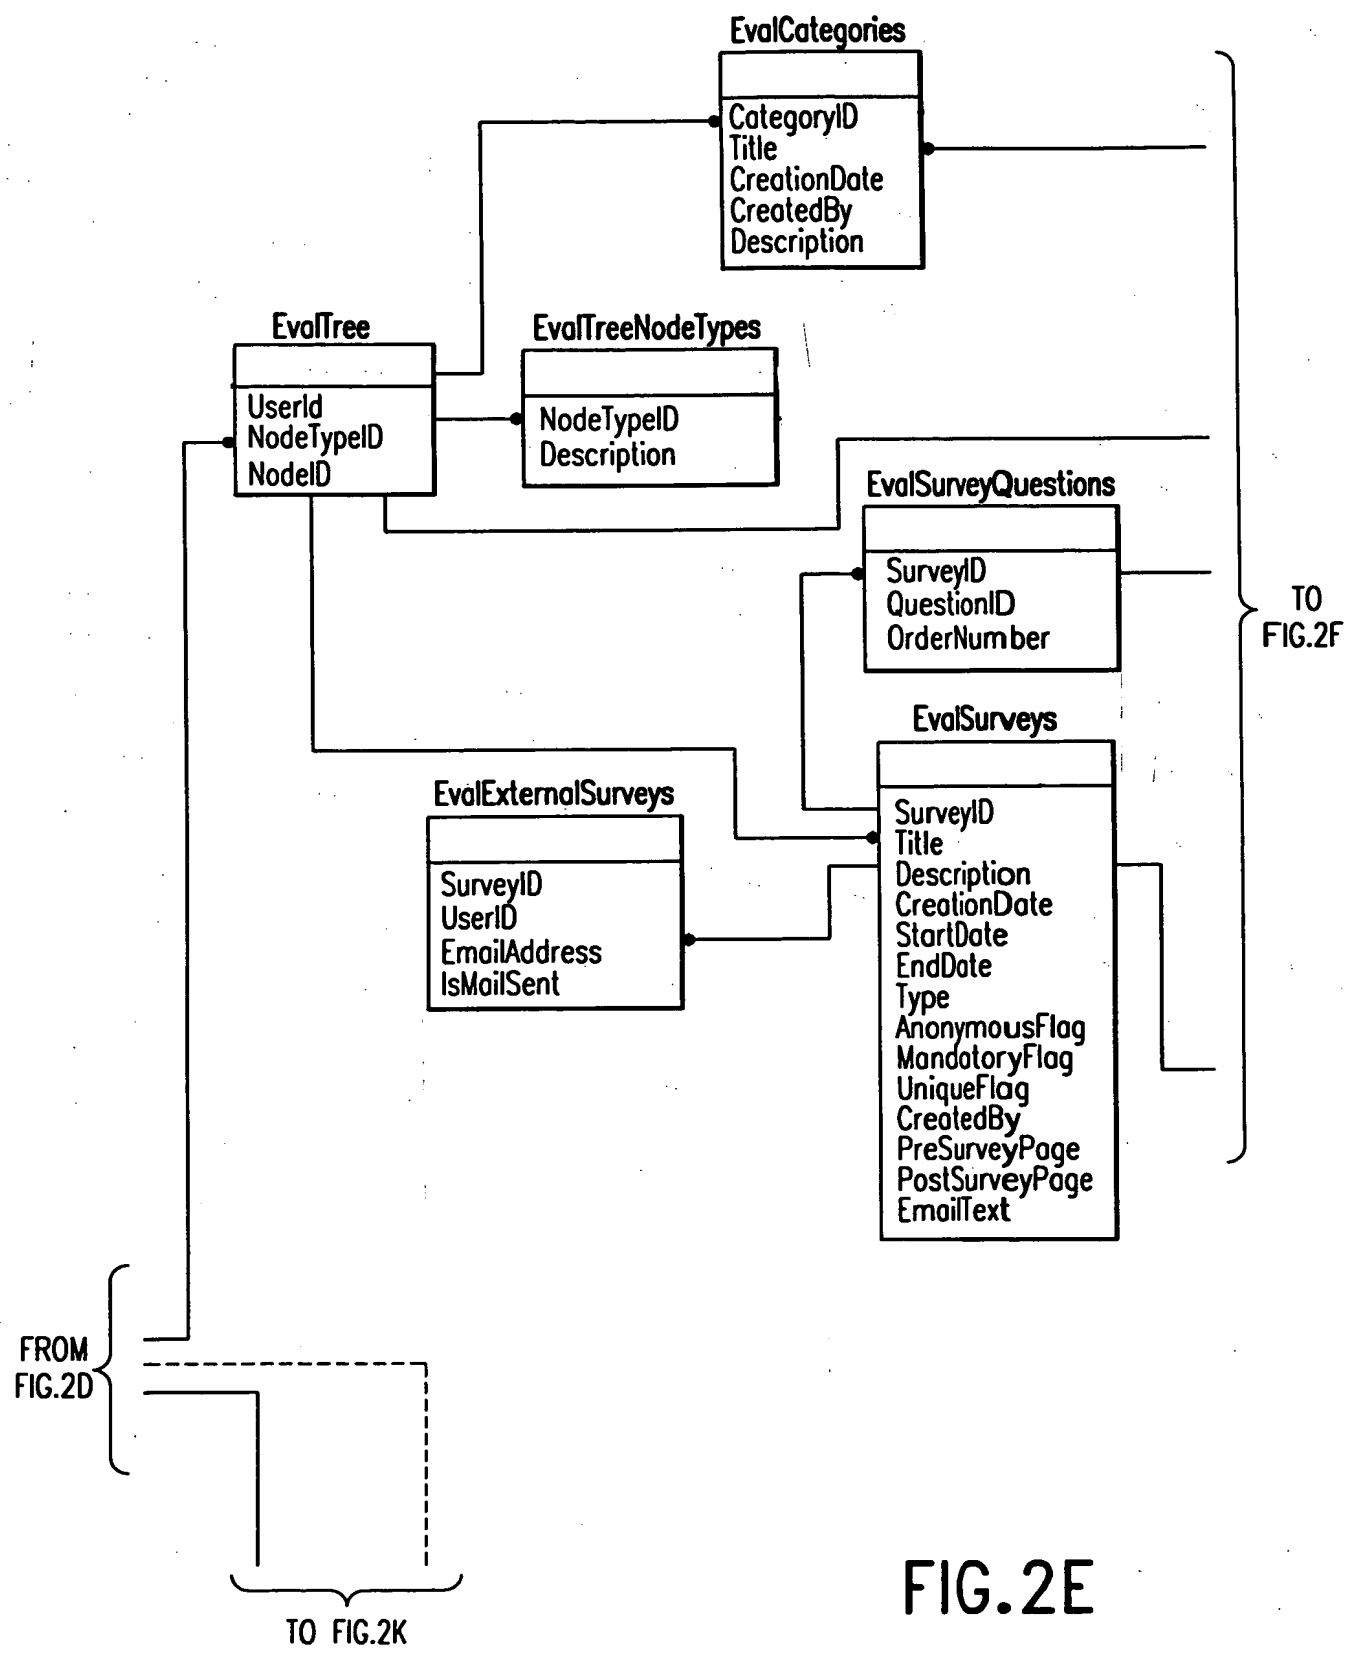 EvalCategories
CategoryID
Title
CreationDate
CreatedBy
Description
EvalTree
UserId
NodeTypeID
NodeID
EvalTreeNodeTypes
NodeTypeID
Description
EvalSurveyQuestions
SurveyID
QuestionID
OrderNumber
TO
FIG.2F
EvalSurveys
SurveyID
Title
Description
CreationDate
StartDate
EndDate
Type
AnonymousFlag
MandatoryFlag
UniqueFlag
CreatedBy
PreSurveyPage
PostSurveyPage
EmailText
EvalExternalSurveys
SurveyID
UserID
EmailAddress
IsMailSent
FROM
FIG.2D
TO FIG.2K
FIG.2E